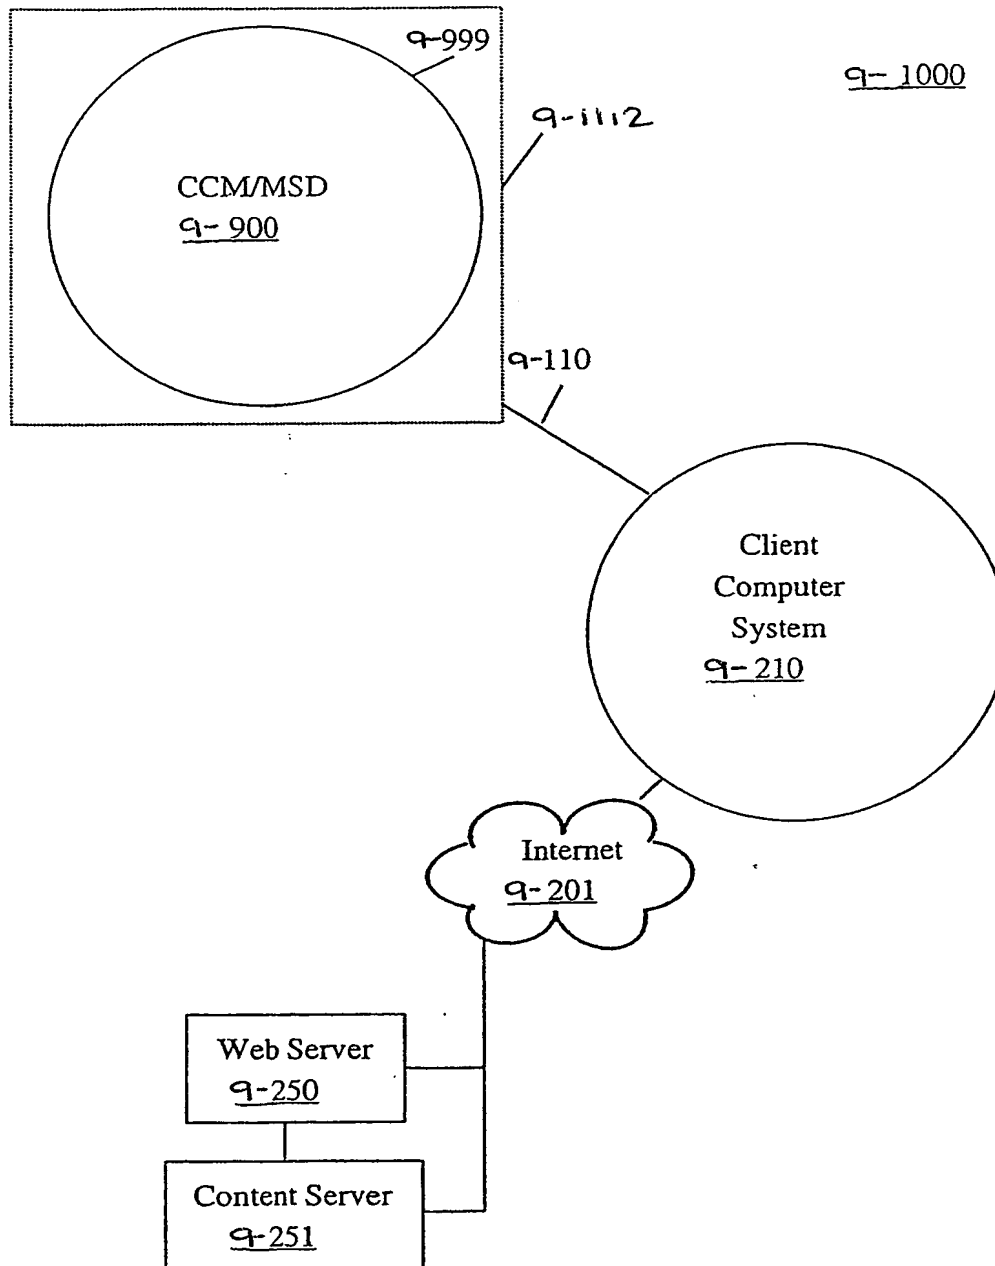 9-999
9-1000
9-1112
CCM/MSD
9-900
9-110
Client
Computer
System
9-210
Internet
9-201
Web Server
9-250
Content Server
9-251